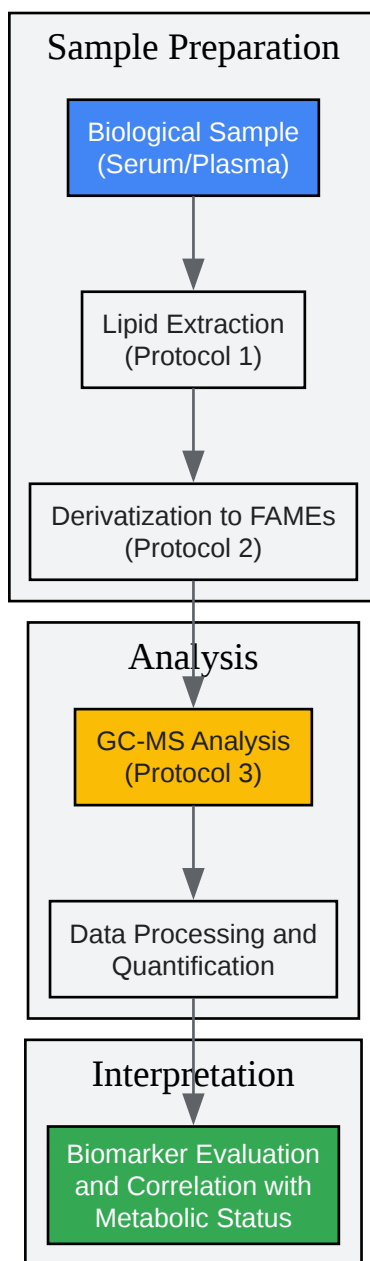 Sample Preparation
Biological Sample
(Serum/Plasma)
Lipid Extraction
(Protocol 1)
Derivatization to FAMEs
(Protocol 2)
Analysis
GC-MS Analysis
(Protocol 3)
Data Processing and
Quantification
Interpretation
Biomarker Evaluation
and Correlation with
Metabolic Status